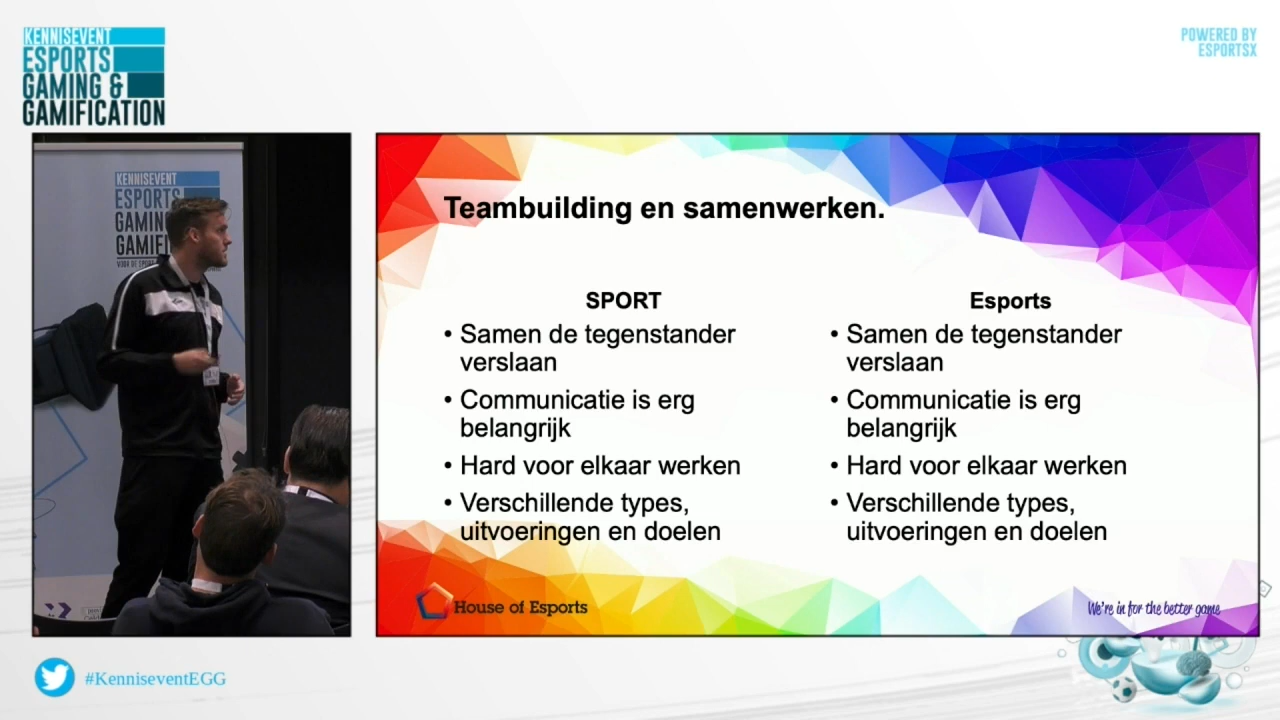 KENNISEVENT
ESPORTS
GAMING &
GAMIFICATION
POWERED BY
ESPORTSX
KENNISEVENT
ESPORTS
GAMING
GAMIFI
Teambuilding en samenwerken.
SPORT
• Samen de tegenstander
verslaan
• Communicatie is erg
belangrijk
• Hard voor elkaar werken
• Verschillende types,
uitvoeringen en doelen
Esports
• Samen de tegenstander
verslaan
• Communicatie is erg
belangrijk
• Hard voor elkaar werken
• Verschillende types,
uitvoeringen en doelen
House of Esports
We're in for the better game
#KenniseventEGG